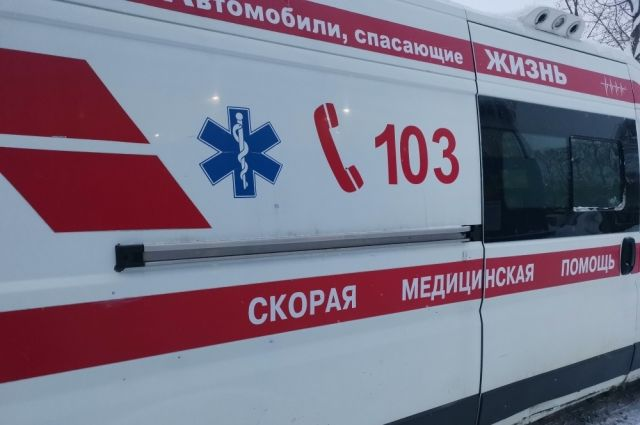 Автомобили, спасающие ЖИЗНЬ
103
СКОРАЯ МЕДИЦИНСКАЯ ПОМОЩЬ